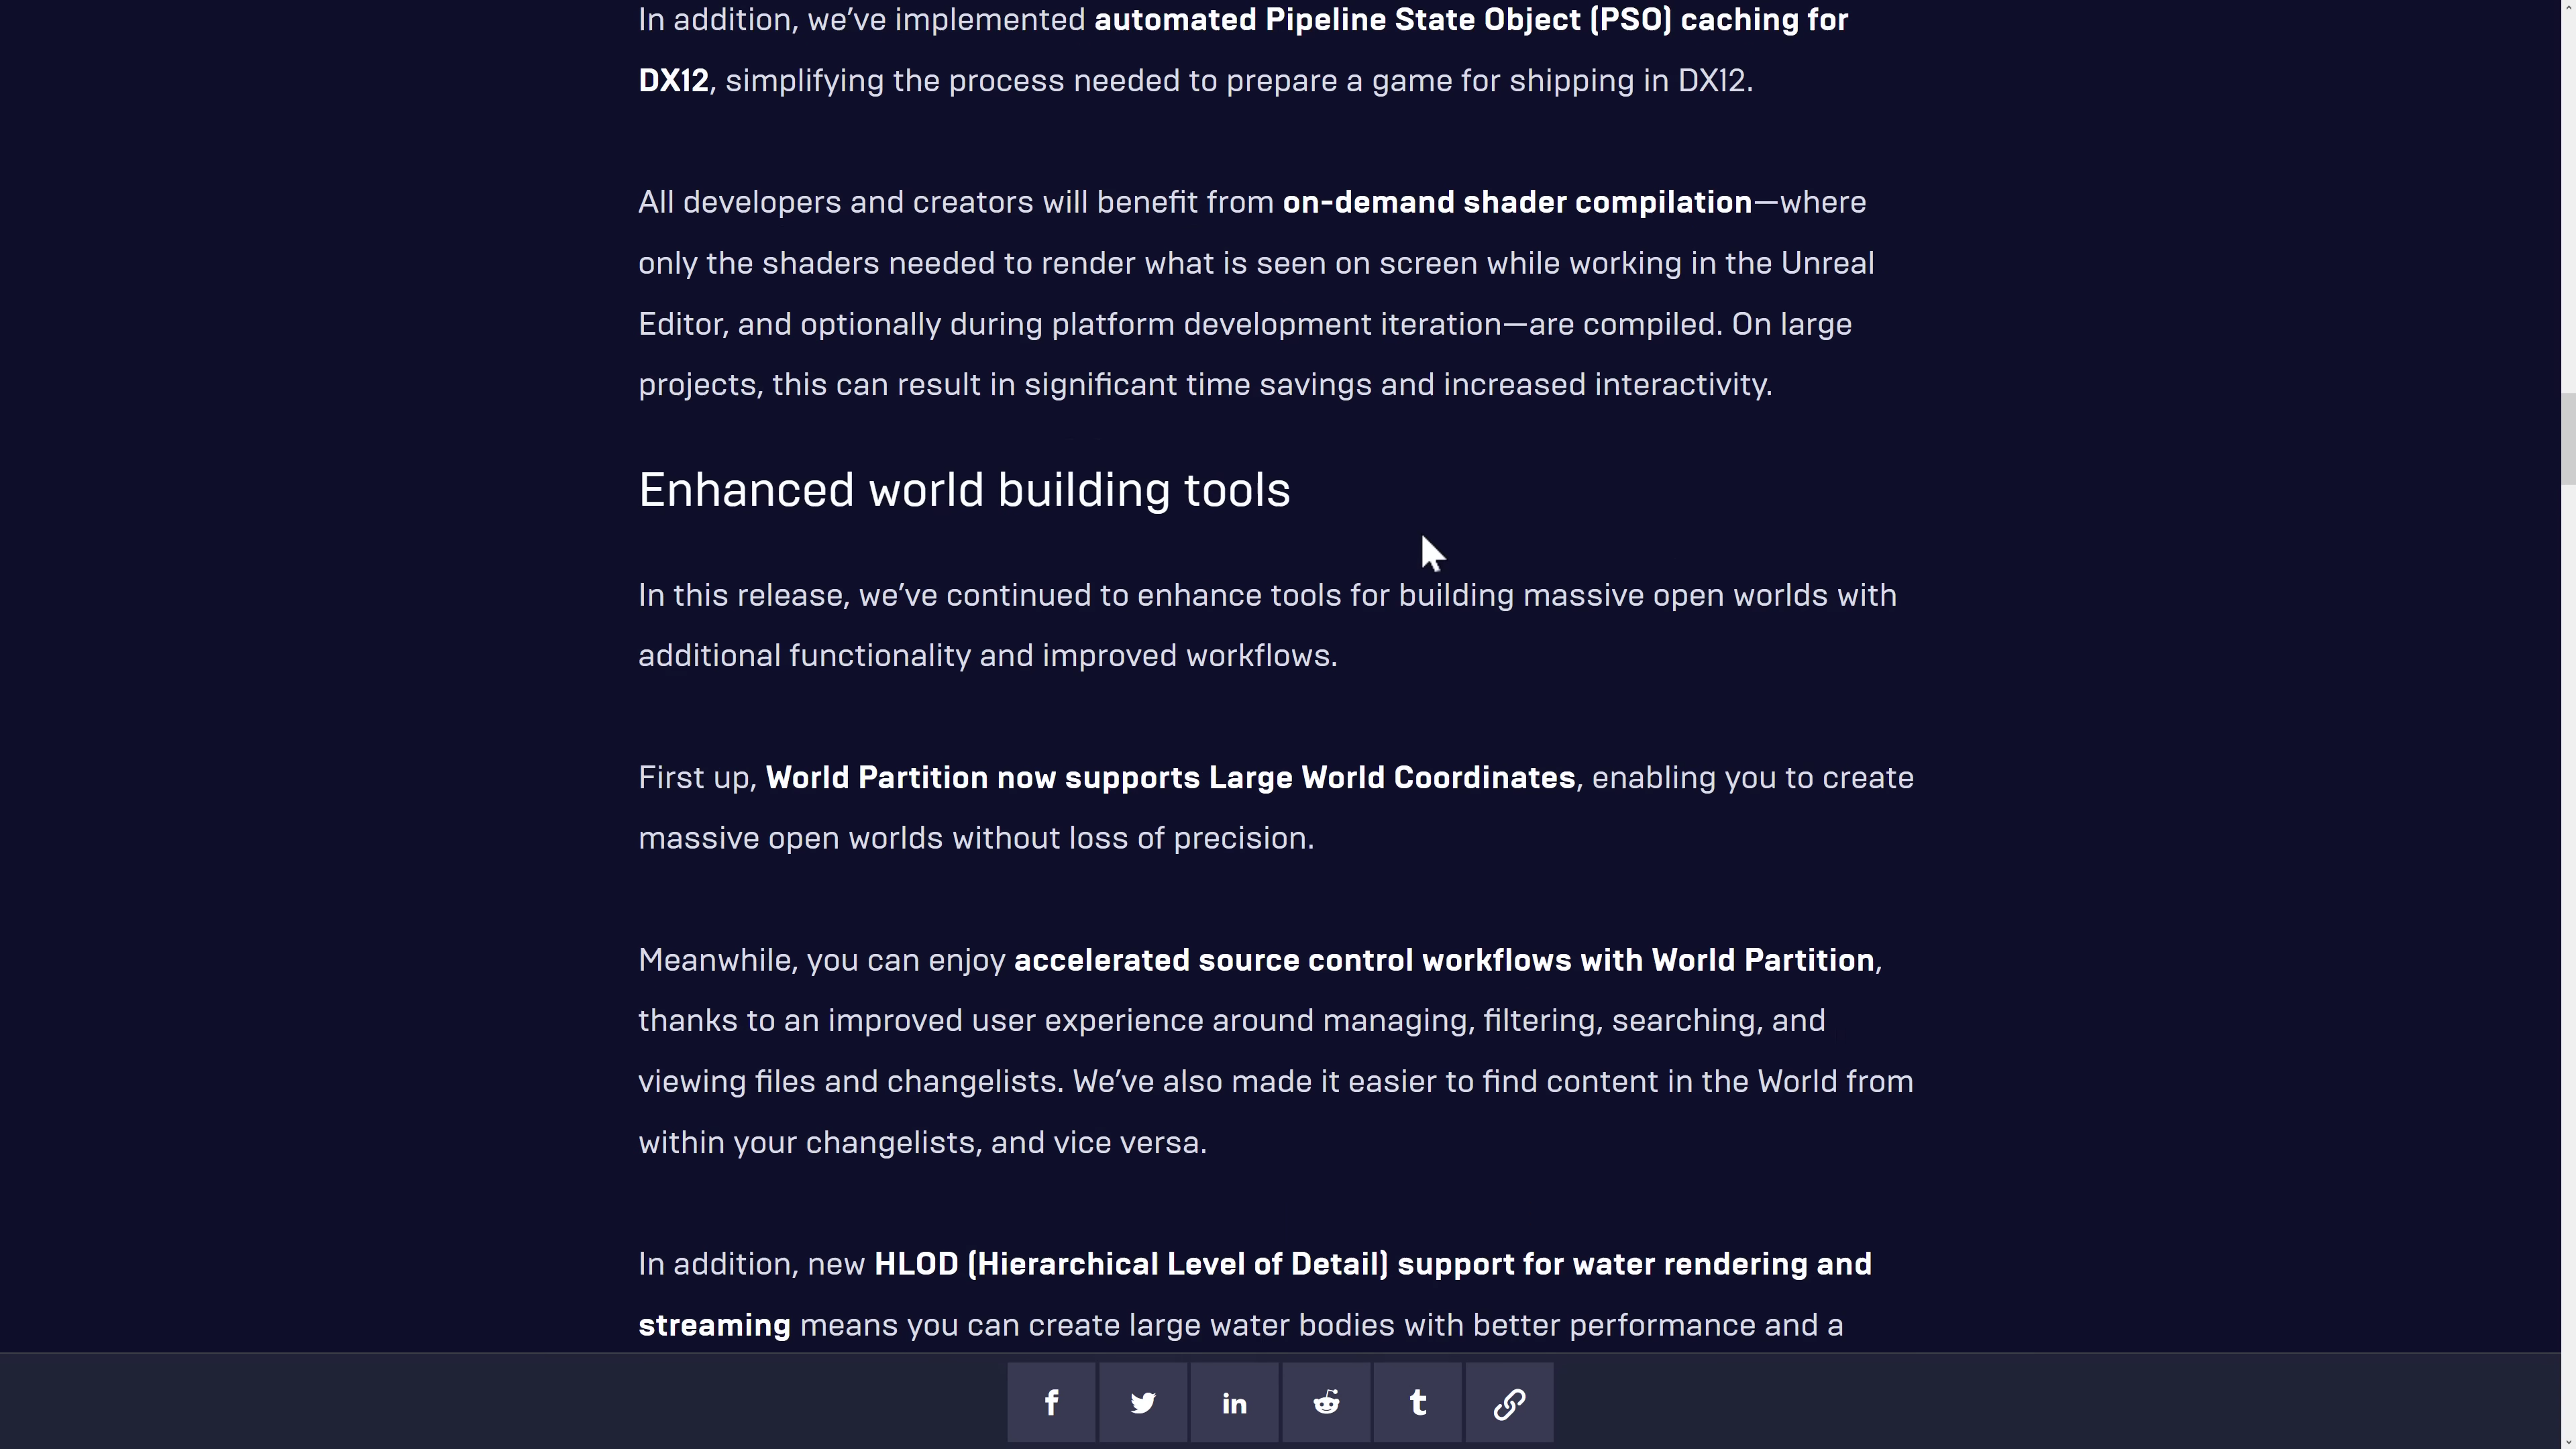 In addition, we’ve implemented automated Pipeline State Object (PSO) caching for
DX12, simplifying the process needed to prepare a game for shipping in DX12.
All developers and creators will benefit from on-demand shader compilation—where
only the shaders needed to render what is seen on screen while working in the Unreal
Editor, and optionally during platform development iteration—are compiled. On large
projects, this can result in significant time savings and increased interactivity.
Enhanced world building tools
In this release, we’ve continued to enhance tools for building massive open worlds with
additional functionality and improved workflows.
First up, World Partition now supports Large World Coordinates, enabling you to create
massive open worlds without loss of precision.
Meanwhile, you can enjoy accelerated source control workflows with World Partition,
thanks to an improved user experience around managing, filtering, searching, and
viewing files and changelists. We’ve also made it easier to find content in the World from
within your changelists, and vice versa.
In addition, new HLOD (Hierarchical Level of Detail) support for water rendering and
streaming means you can create large water bodies with better performance and a